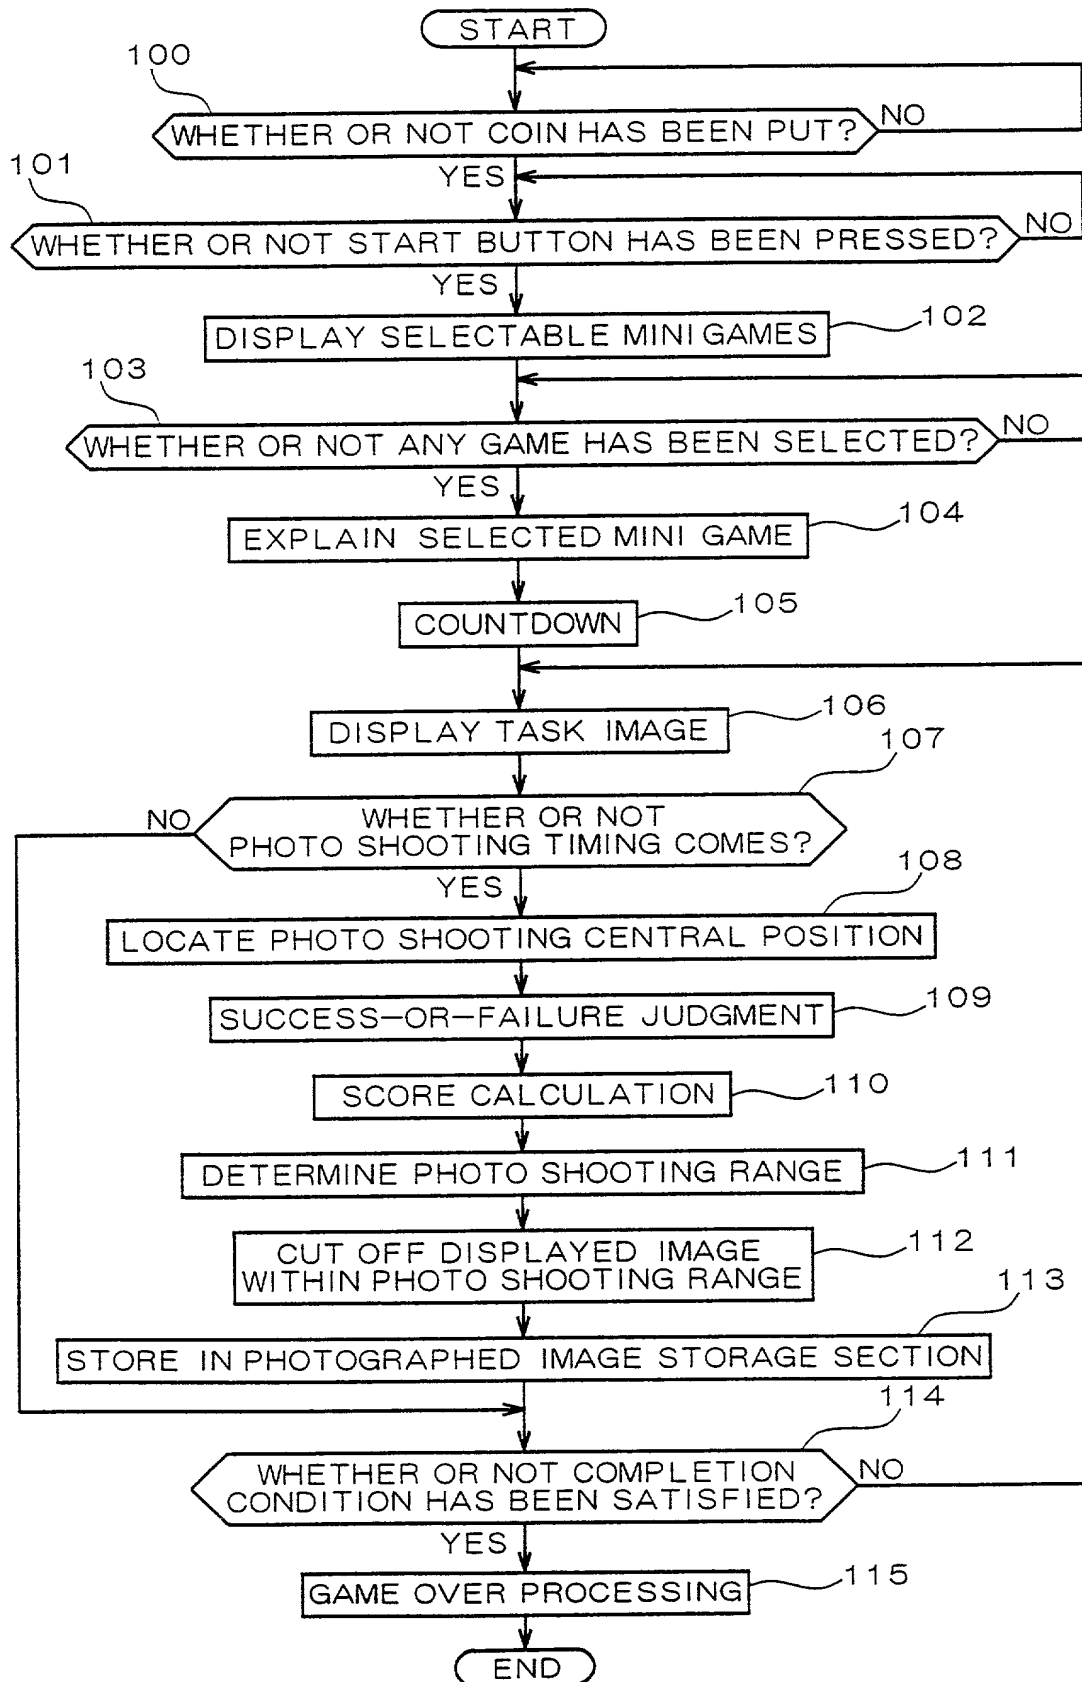 START
100
WHETHER OR NOT COIN HAS BEEN PUT?
NO
YES
101
WHETHER OR NOT START BUTTON HAS BEEN PRESSED?
NO
YES
DISPLAY SELECTABLE MINI GAMES
102
103
WHETHER OR NOT ANY GAME HAS BEEN SELECTED?
NO
YES
EXPLAIN SELECTED MINI GAME
104
COUNTDOWN
105
DISPLAY TASK IMAGE
106
107
NO
WHETHER OR NOT
PHOTO SHOOTING TIMING COMES?
YES
108
LOCATE PHOTO SHOOTING CENTRAL POSITION
SUCCESS-OR-FAILURE JUDGMENT
109
SCORE CALCULATION
110
DETERMINE PHOTO SHOOTING RANGE
111
CUT OFF DISPLAYED IMAGE
WITHIN PHOTO SHOOTING RANGE
112
113
STORE IN PHOTOGRAPHED IMAGE STORAGE SECTION
114
WHETHER OR NOT COMPLETION
CONDITION HAS BEEN SATISFIED?
NO
YES
GAME OVER PROCESSING
115
END